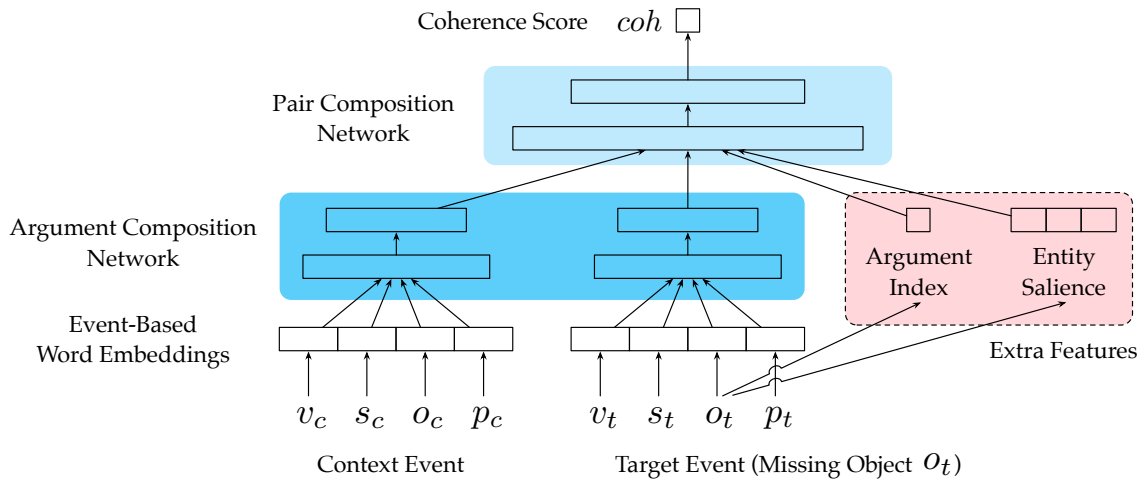 Coherence Score coh
Pair Composition
Network
Argument Composition
Network
Argument
Index
Entity
Salience
Event-Based
Word Embeddings
Extra Features
v_c s_c o_c p_c v_t s_t o_t p_t
Context Event
Target Event (Missing Object o_t)